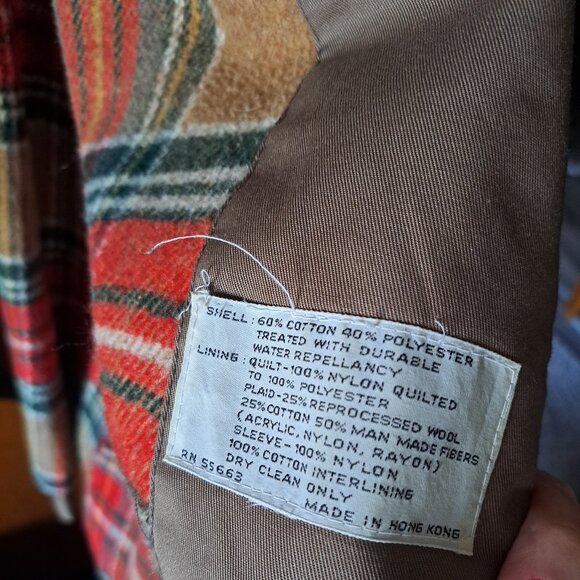 SHELL : 60% COTTON 40% POLYESTER
TREATED WITH DURABLE
WATER REPELLANCY
LINING : QUILT-100% NYLON QUILTED
TO 100% POLYESTER
PLAID-25% REPROCESSED WOOL
25% COTTON 50% MAN MADE FIBERS
(ACRYLIC, NYLON, RAYON)
SLEEVE-100% NYLON
100% COTTON INTERLINING
RN 55663 DRY CLEAN ONLY
MADE IN HONG KONG